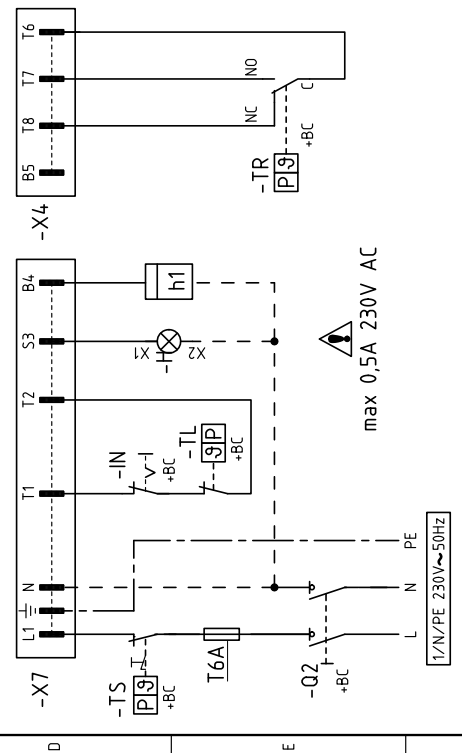 -X4
B5
T8
T7
T6
NC
NO
C
-TR
P ϑ
+BC
-X7
L1
N
T1
T2
S3
B4
h1
X1
X2
-H
-IN
+BC
-TL
ϑ P
+BC
-TS
P ϑ
+BC
T6A
-Q2
+BC
L
N
PE
1/N/PE 230V~50Hz
max 0,5A 230V AC
D
E